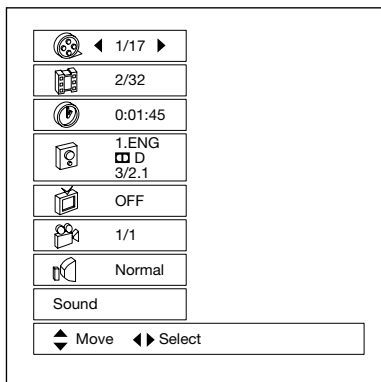 1/17
2/32
0:01:45
1.ENG
D
3/2.1
OFF
1/1
Normal
Sound
Move Select